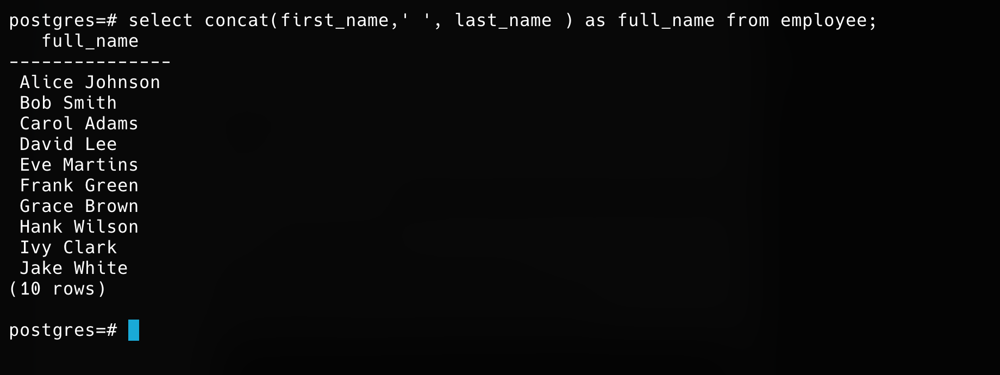 postgres=# select concat(first_name,' ', last_name ) as full_name from employee;
full_name
---------------
Alice Johnson
Bob Smith
Carol Adams
David Lee
Eve Martins
Frank Green
Grace Brown
Hank Wilson
Ivy Clark
Jake White
(10 rows)
postgres=#